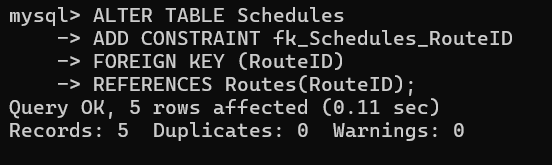 mysql> ALTER TABLE Schedules
    -> ADD CONSTRAINT fk_Schedules_RouteID
    -> FOREIGN KEY (RouteID)
    -> REFERENCES Routes(RouteID);
Query OK, 5 rows affected (0.11 sec)
Records: 5  Duplicates: 0  Warnings: 0